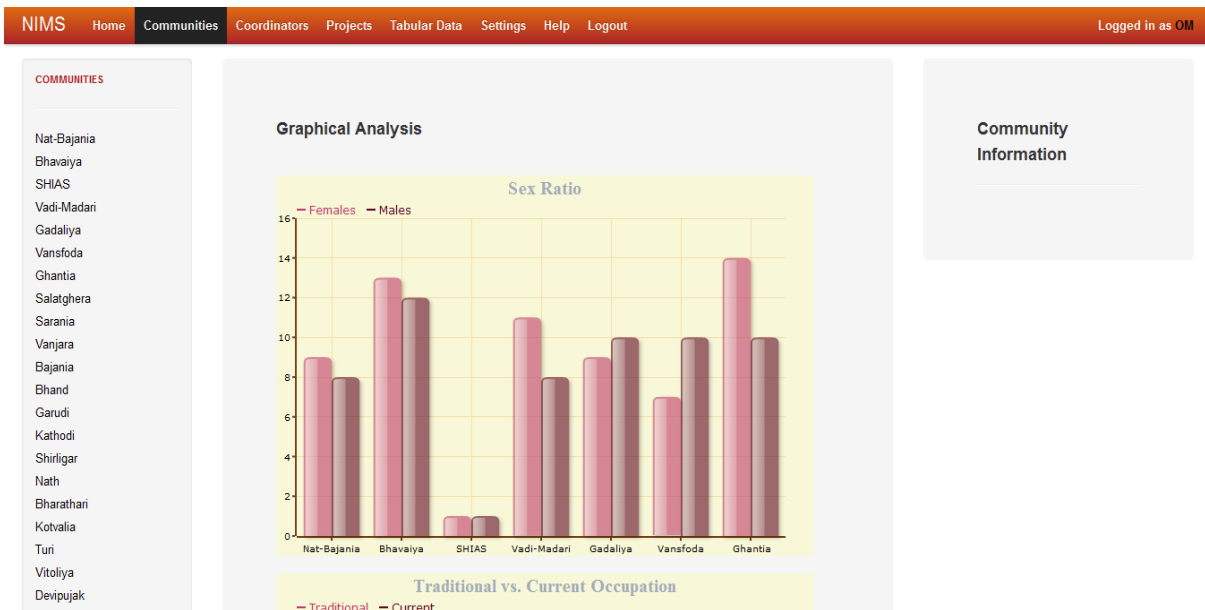 NIMS Home Communities Coordinators Projects Tabular Data Settings Help Logout Logged in as OM
COMMUNITIES
Nat-Bajania
Bhavaiya
SHIAS
Vadi-Madari
Gadaliya
Vansfoda
Ghantia
Salatghera
Sarania
Vanjara
Bajania
Bhand
Garudi
Kathodi
Shirligar
Nath
Bharathari
Kotvalia
Turi
Vitoliya
Devipujak
Graphical Analysis
Sex Ratio
Females Males
16
14
12
10
8
6
4
2
0
Nat-Bajania Bhavaiya SHIAS Vadi-Madari Gadaliya Vansfoda Ghantia
Traditional vs. Current Occupation
Traditional Current
Community
Information